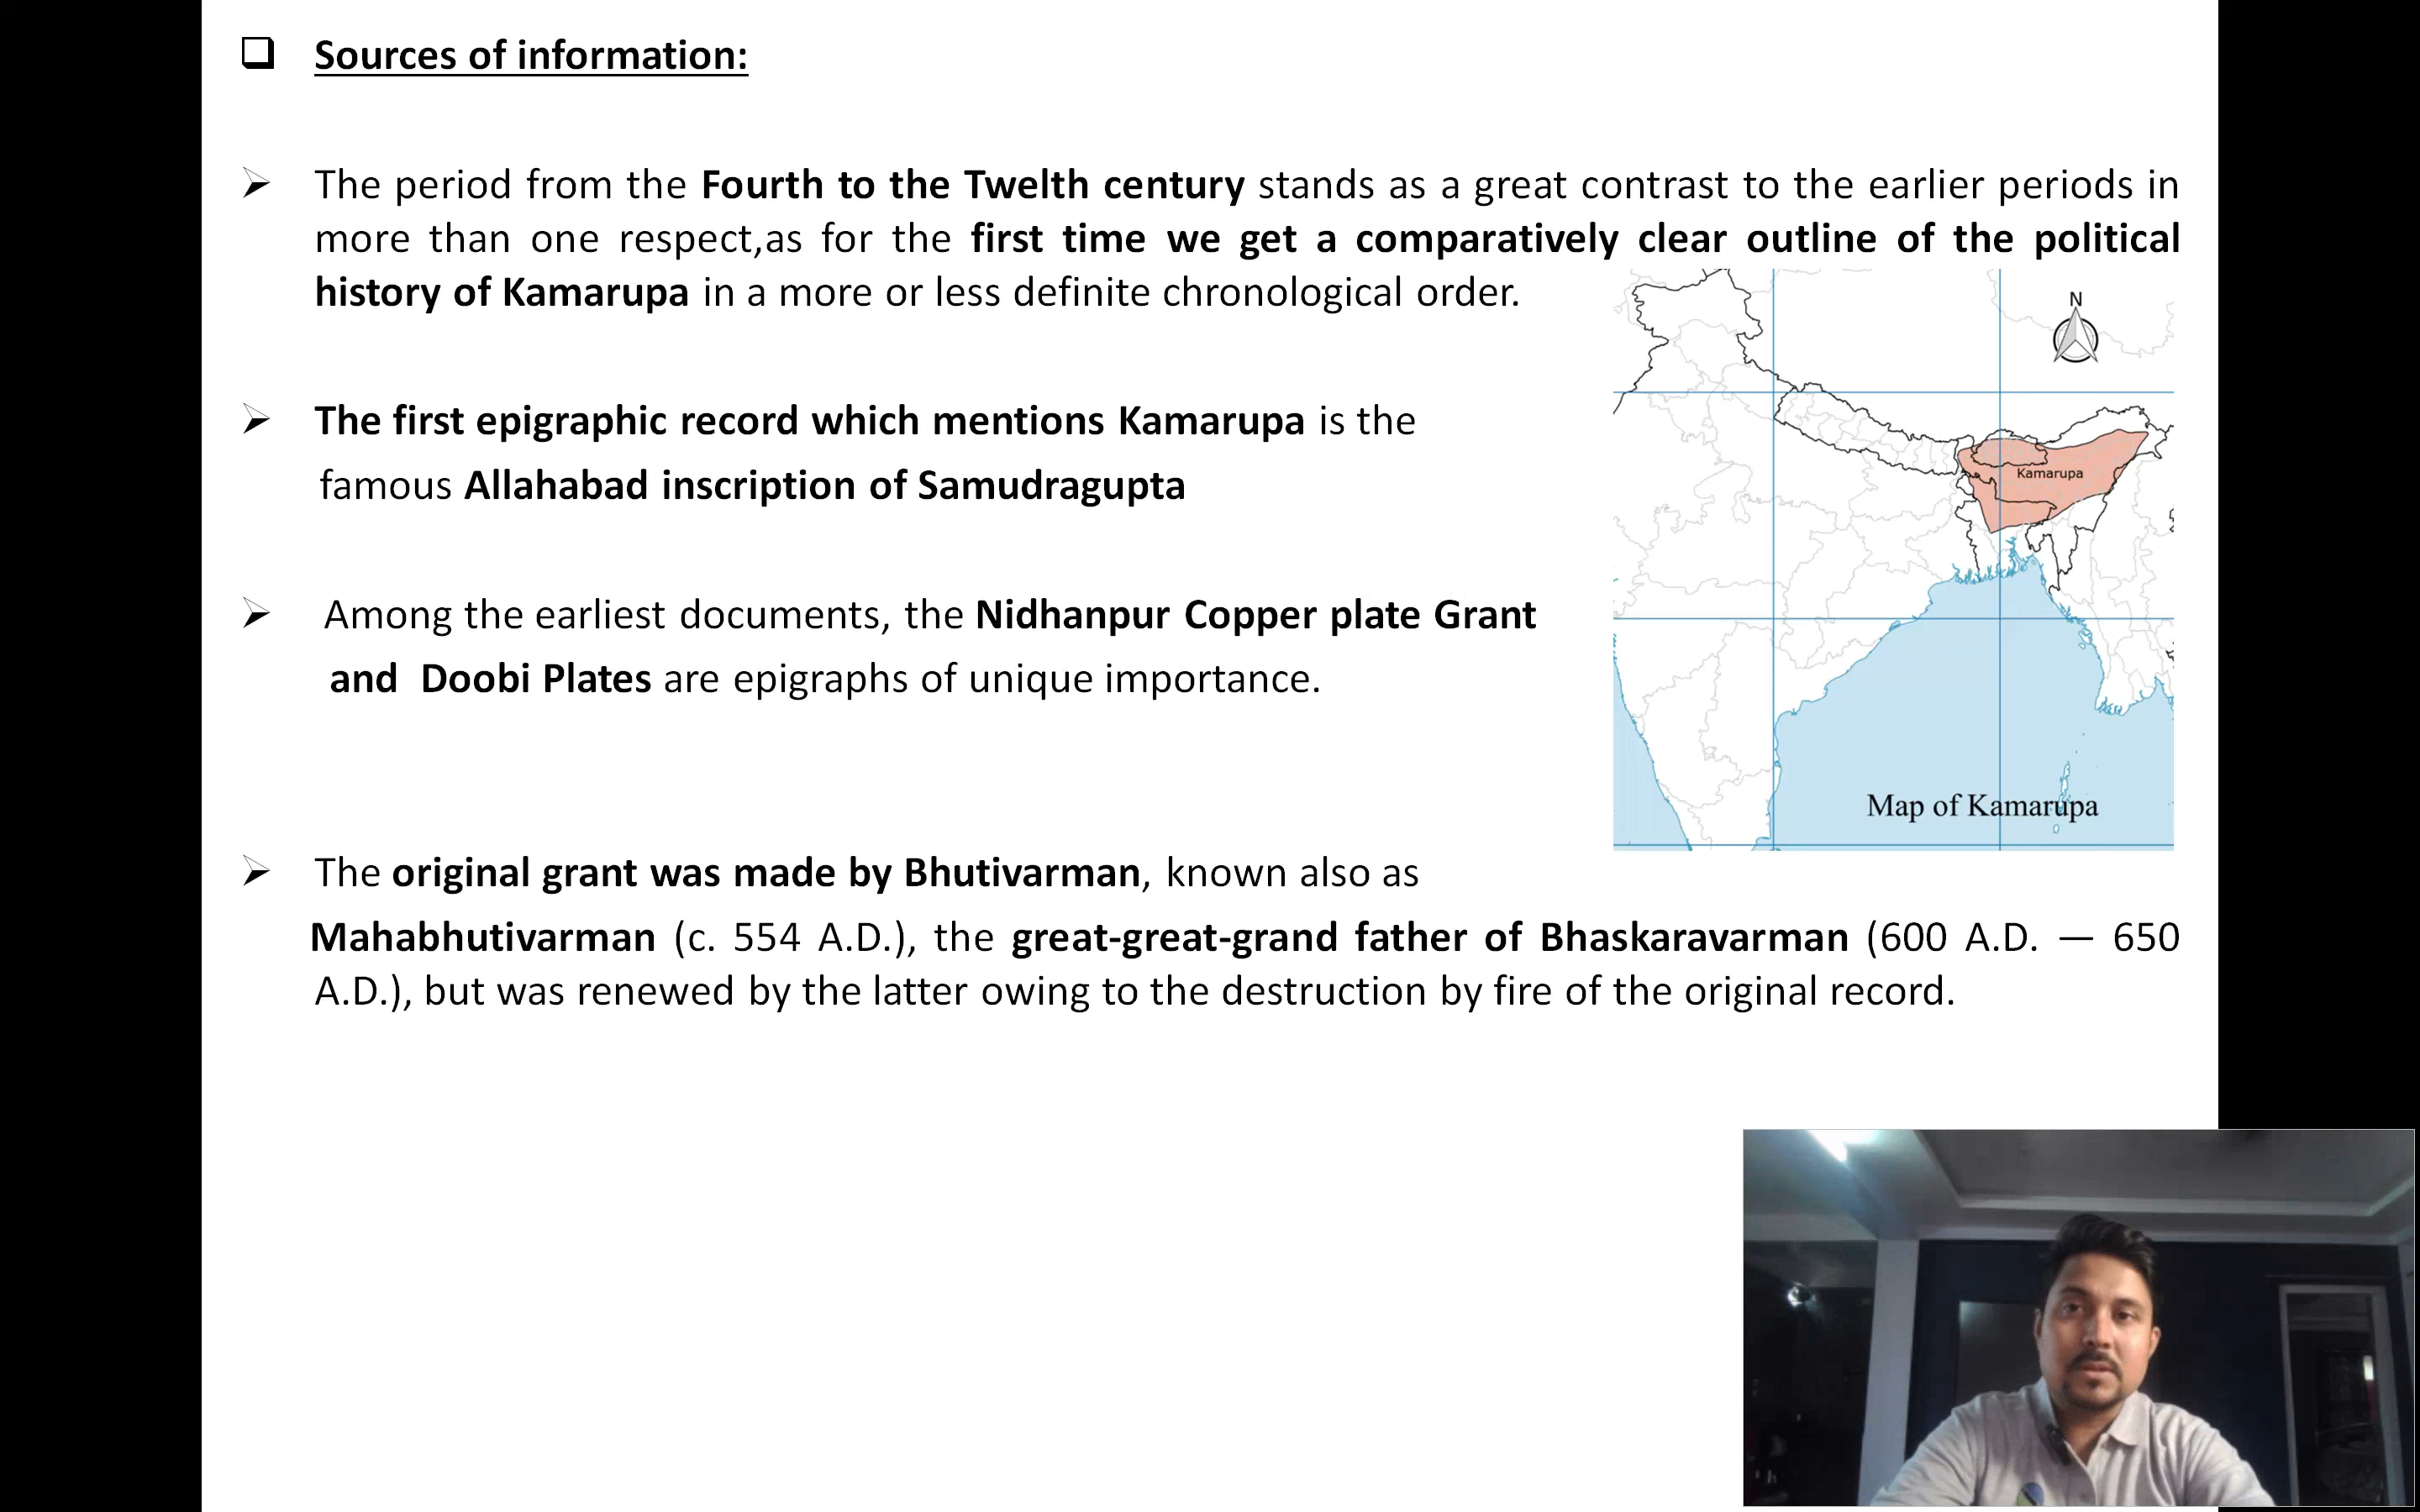 Sources of information:
The period from the Fourth to the Twelth century stands as a great contrast to the earlier periods in
more than one respect,as for the first time we get a comparatively clear outline of the political
history of Kamarupa in a more or less definite chronological order.
N
Kamarupa
The first epigraphic record which mentions Kamarupa is the
famous Allahabad inscription of Samudragupta
Among the earliest documents, the Nidhanpur Copper plate Grant
and Doobi Plates are epigraphs of unique importance.
Map of Kamarupa
The original grant was made by Bhutivarman, known also as
Mahabhutivarman (c. 554 A.D.), the great-great-grand father of Bhaskaravarman (600 A.D. — 650
A.D.), but was renewed by the latter owing to the destruction by fire of the original record.